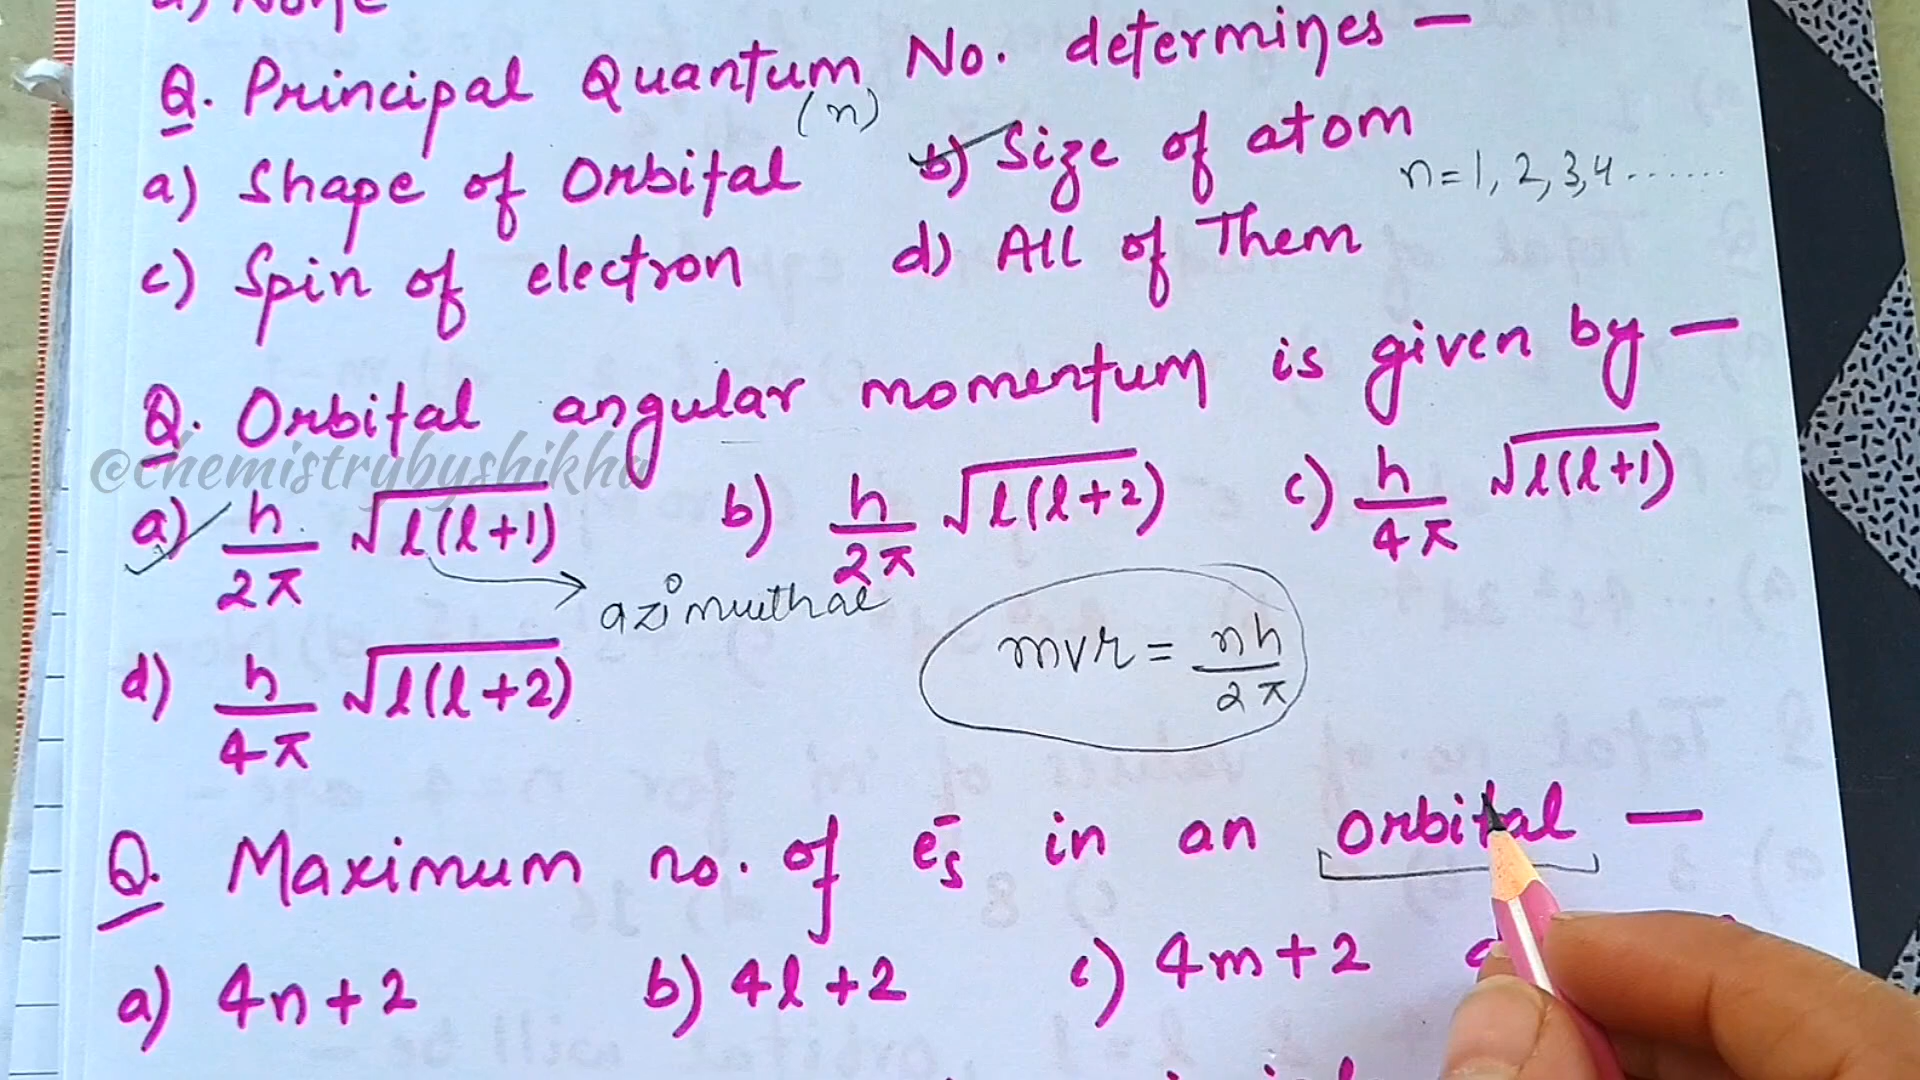 d) None
Q. Principal Quantum No. determines —
(n)
a) Shape of Orbital b) Size of atom
n = 1, 2, 3, 4 ......
c) Spin of electron d) All of Them
Q. Orbital angular momentum is given by —
@chemistrybyshikha
a) h/2π √l(l+1) b) h/2π √l(l+2) c) h/4π √l(l+1)
azimuthal
mvr = nh/2π
d) h/4π √l(l+2)
Q. Maximum no. of e⁻s in an orbital —
a) 4n+2 b) 4l+2 c) 4m+2